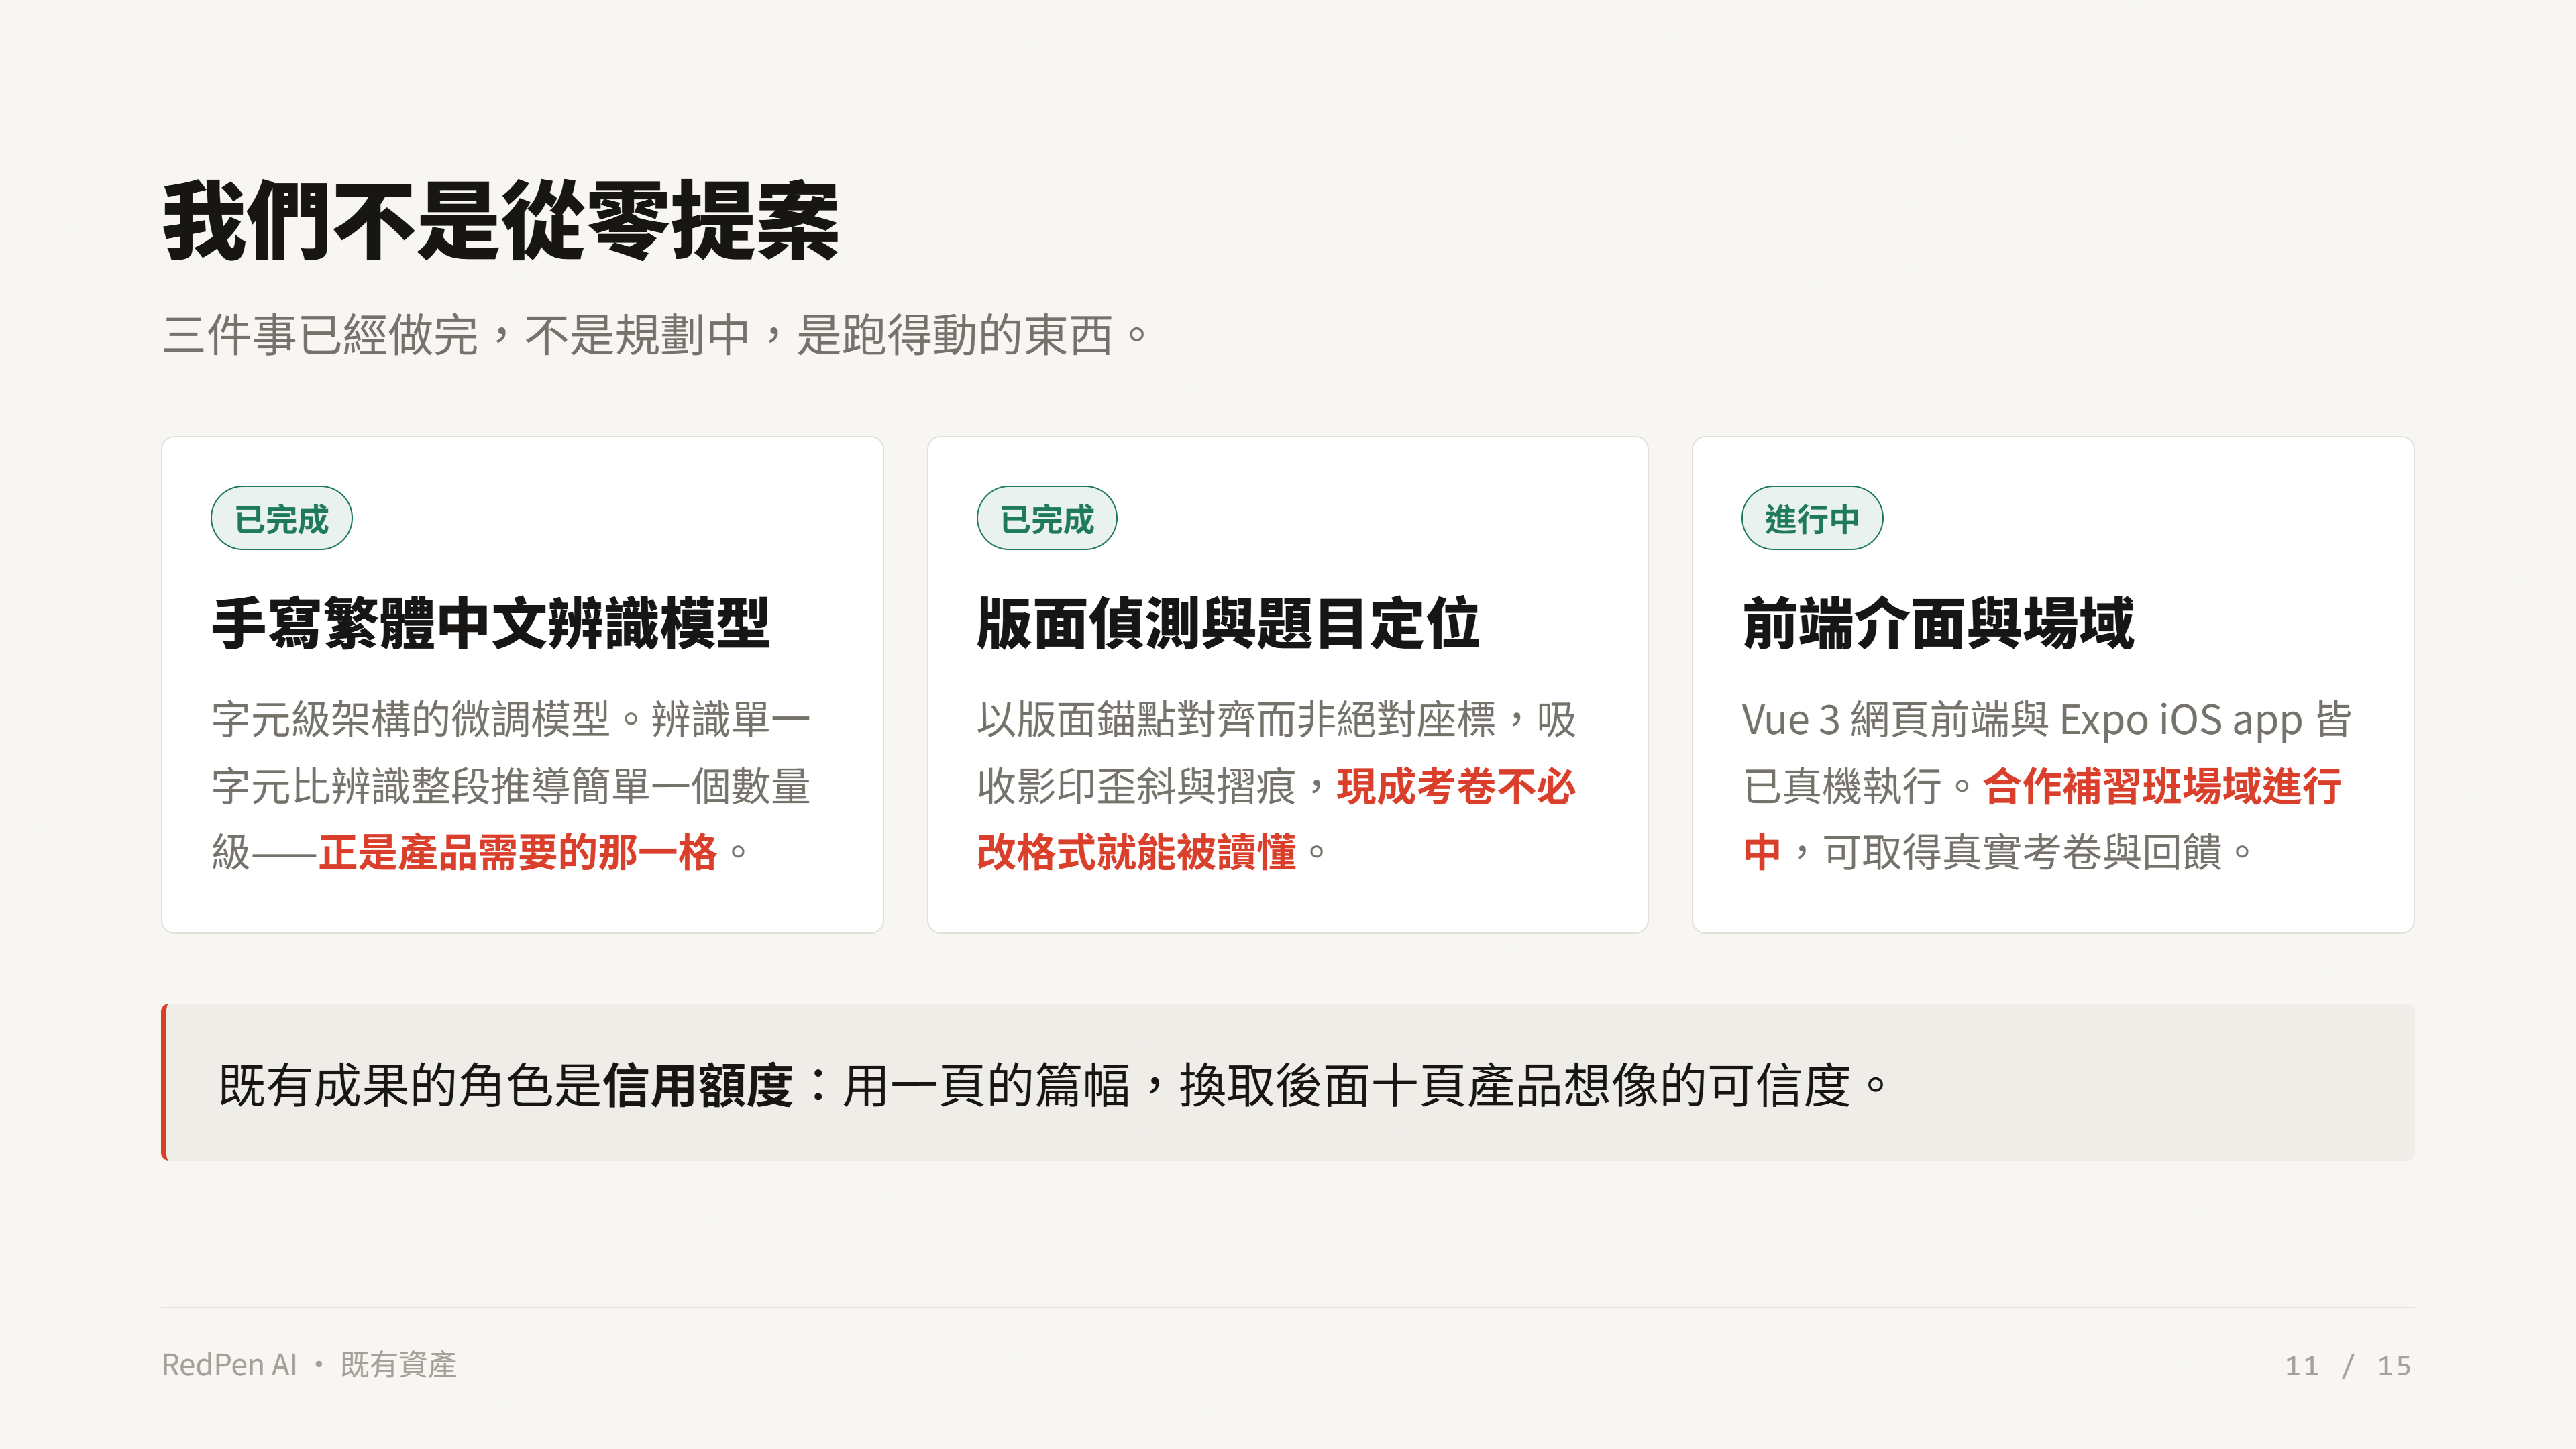 我們不是從零提案
三件事已經做完，不是規劃中，是跑得動的東西。
已完成
手寫繁體中文辨識模型
字元級架構的微調模型。辨識單一
字元比辨識整段推導簡單一個數量
級——正是產品需要的那一格。
已完成
版面偵測與題目定位
以版面錨點對齊而非絕對座標，吸
收影印歪斜與摺痕，現成考卷不必
改格式就能被讀懂。
進行中
前端介面與場域
Vue 3 網頁前端與 Expo iOS app 皆
已真機執行。合作補習班場域進行
中，可取得真實考卷與回饋。
既有成果的角色是信用額度：用一頁的篇幅，換取後面十頁產品想像的可信度。
RedPen AI · 既有資產
11 / 15